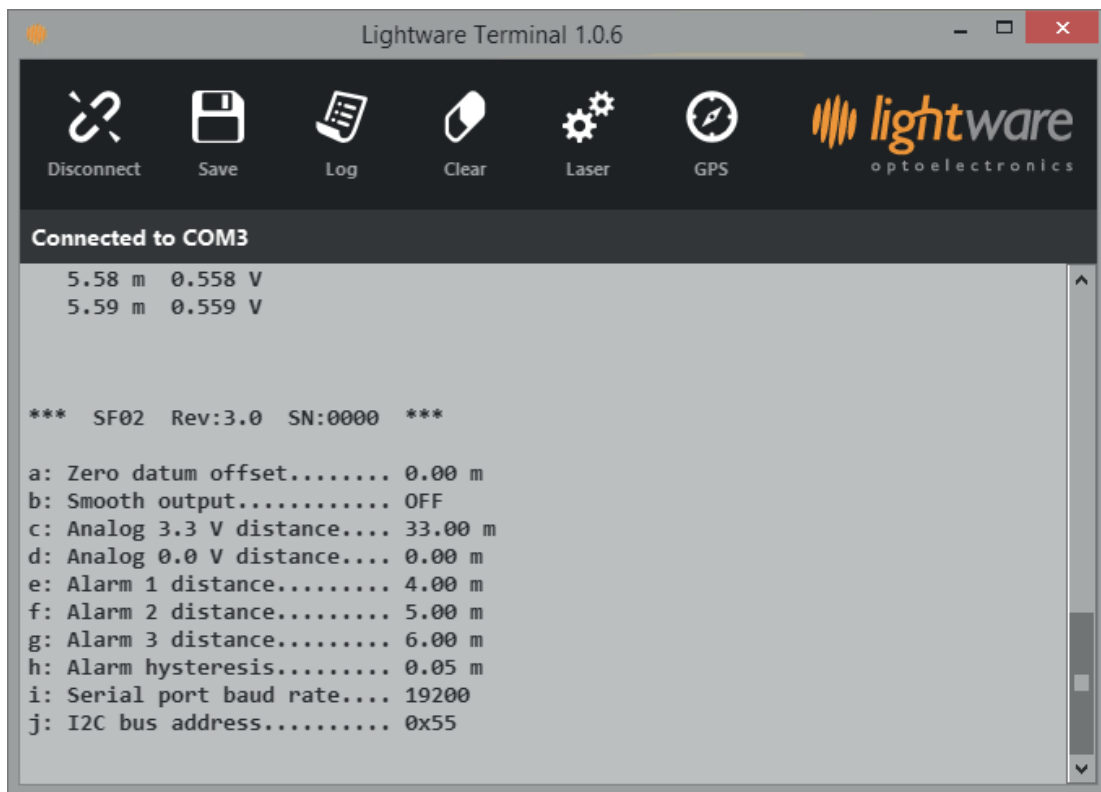 Lightware Terminal 1.0.6
Disconnect Save Log Clear Laser GPS
lightware
optoelectronics
Connected to COM3
5.58 m  0.558 V
5.59 m  0.559 V
***  SF02  Rev:3.0  SN:0000  ***
a: Zero datum offset........ 0.00 m
b: Smooth output............ OFF
c: Analog 3.3 V distance.... 33.00 m
d: Analog 0.0 V distance.... 0.00 m
e: Alarm 1 distance......... 4.00 m
f: Alarm 2 distance......... 5.00 m
g: Alarm 3 distance......... 6.00 m
h: Alarm hysteresis......... 0.05 m
i: Serial port baud rate.... 19200
j: I2C bus address.......... 0x55